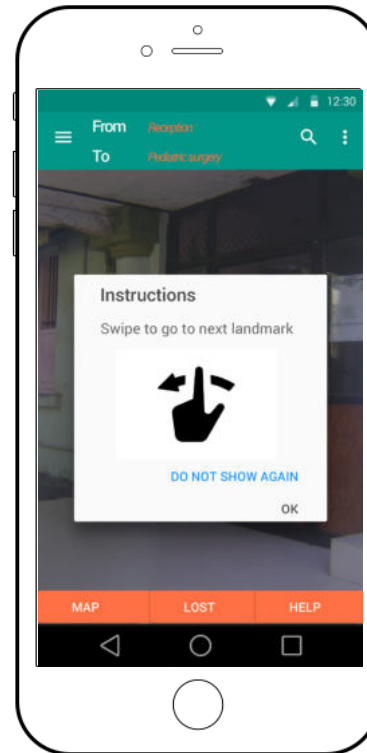 12:30
From Reception
To Pediatric surgery
Instructions
Swipe to go to next landmark
DO NOT SHOW AGAIN
OK
MAP LOST HELP